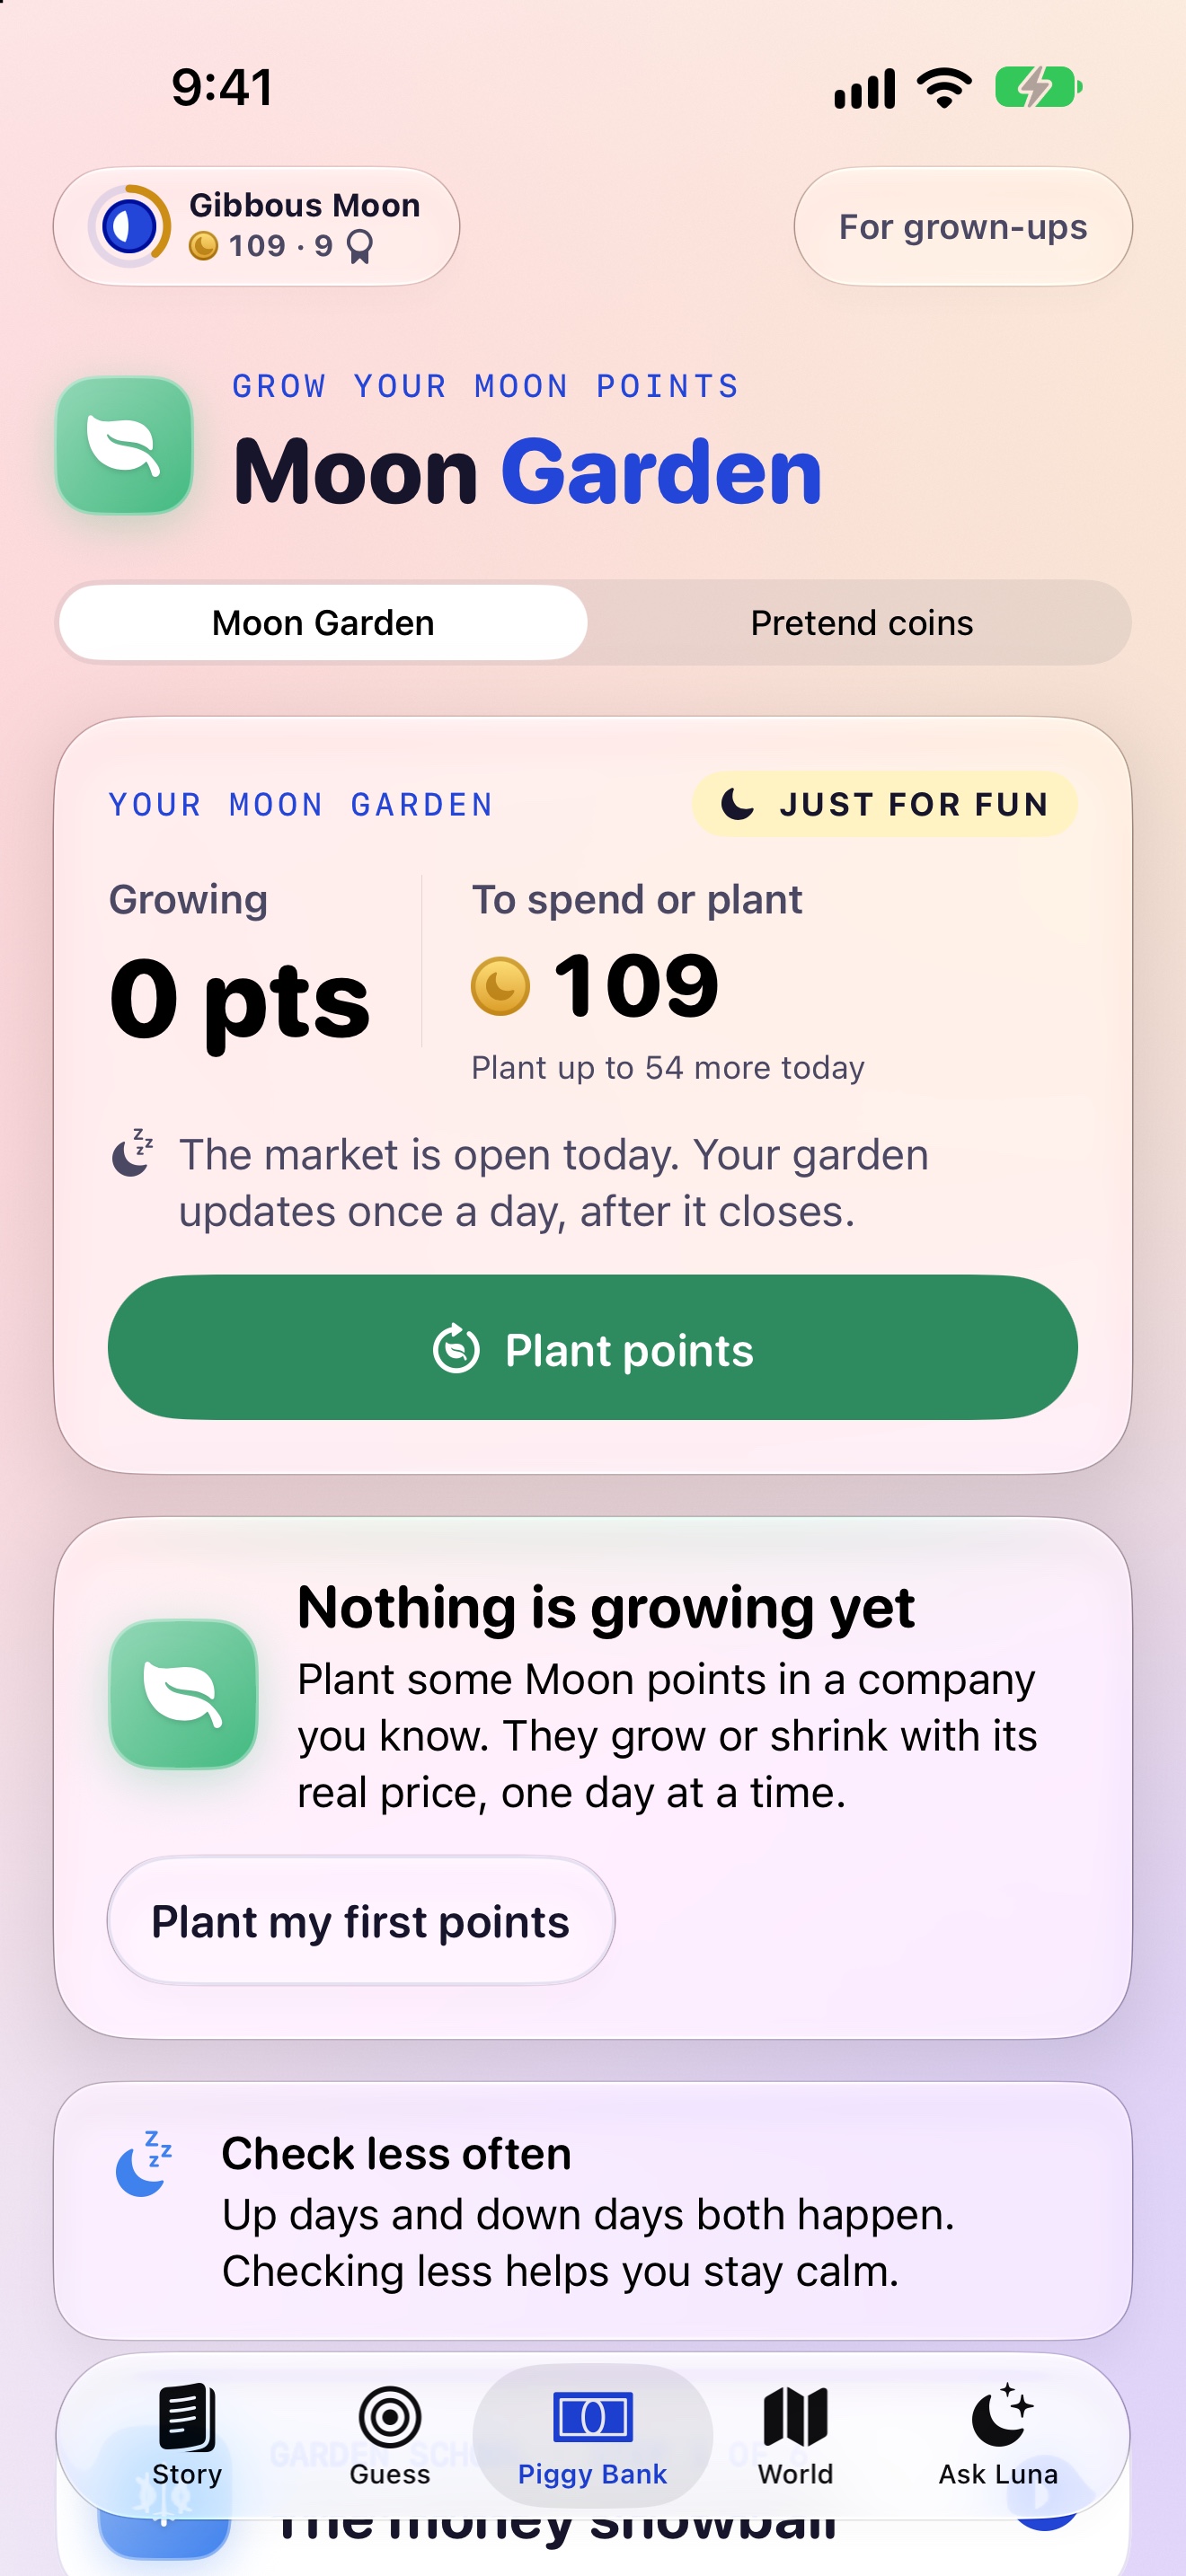 9:41
Gibbous Moon
109 · 9
For grown-ups
GROW YOUR MOON POINTS
Moon Garden
Moon Garden
Pretend coins
YOUR MOON GARDEN
JUST FOR FUN
Growing
To spend or plant
0 pts
109
Plant up to 54 more today
The market is open today. Your garden
updates once a day, after it closes.
Plant points
Nothing is growing yet
Plant some Moon points in a company
you know. They grow or shrink with its
real price, one day at a time.
Plant my first points
Check less often
Up days and down days both happen.
Checking less helps you stay calm.
GARDEN
OF
Story
Guess
Piggy Bank
World
Ask Luna
The money snowball